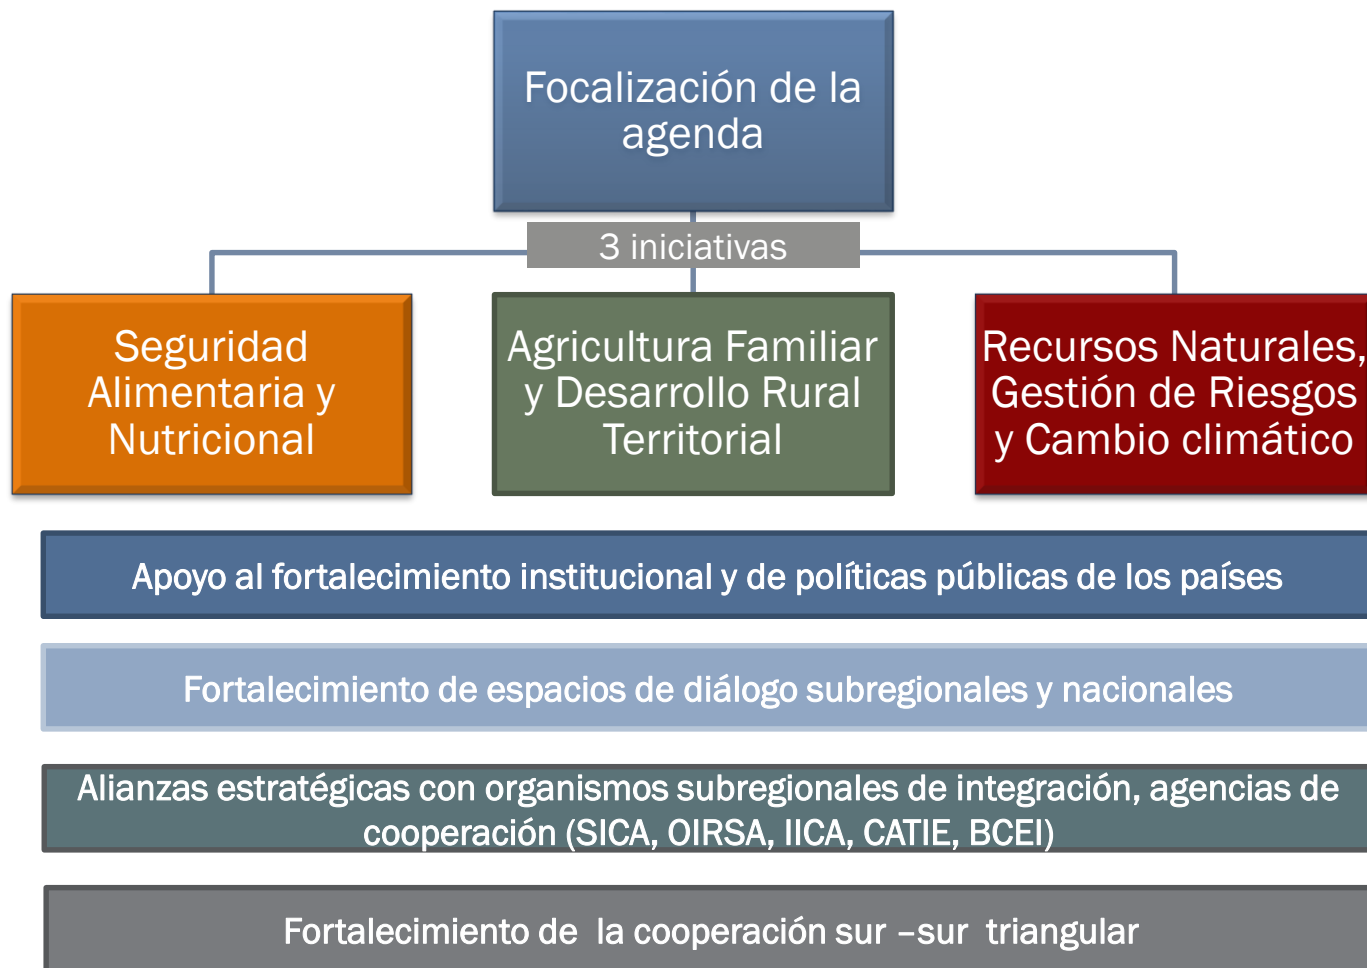 Focalización de la
agenda
3 iniciativas
Seguridad
Alimentaria y
Nutricional
Agricultura Familiar
y Desarrollo Rural
Territorial
Recursos Naturales,
Gestión de Riesgos
y Cambio climático
Apoyo al fortalecimiento institucional y de políticas públicas de los países
Fortalecimiento de espacios de diálogo subregionales y nacionales
Alianzas estratégicas con organismos subregionales de integración, agencias de
cooperación (SICA, OIRSA, IICA, CATIE, BCEI)
Fortalecimiento de  la cooperación sur –sur  triangular